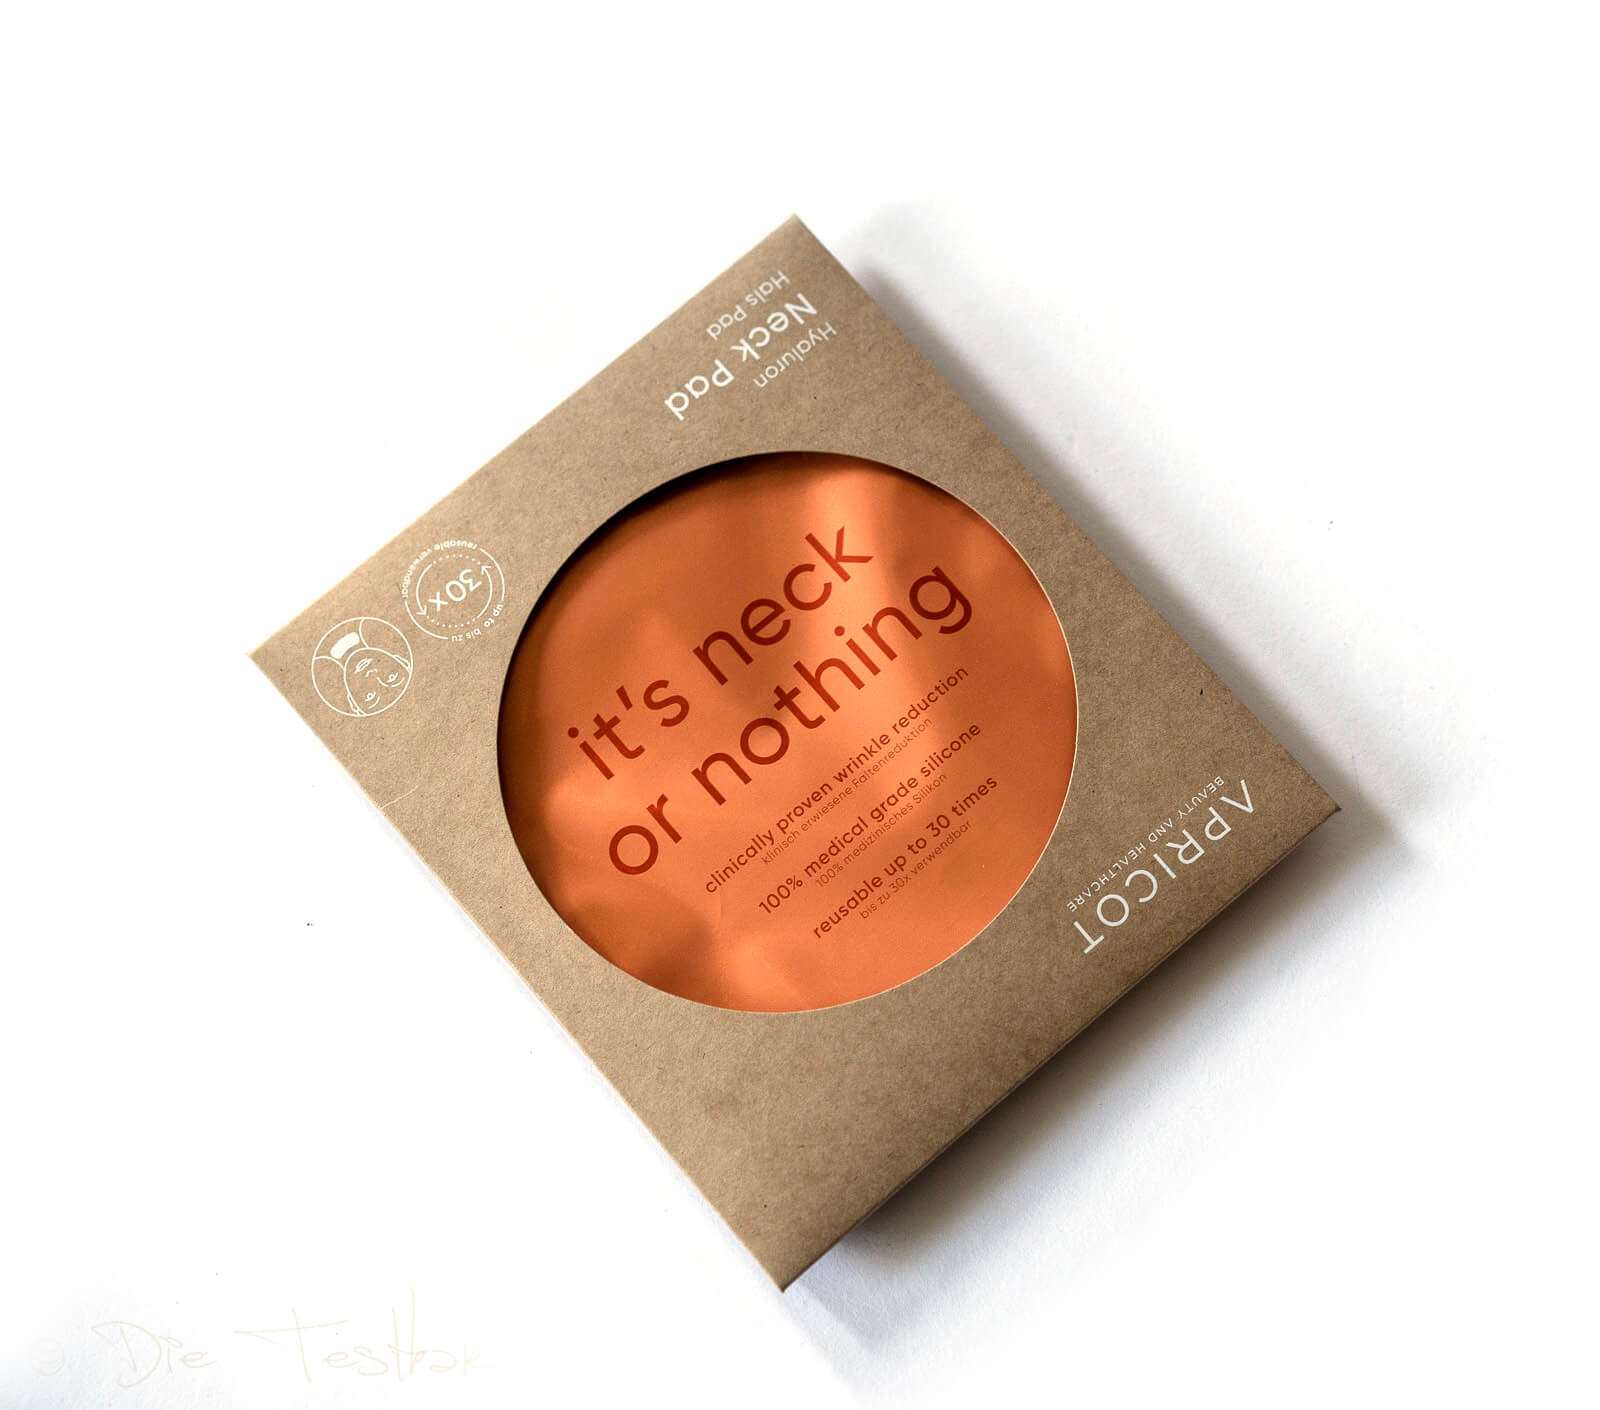 APRICOT
BEAUTY AND HEALTHCARE
it's neck
or nothing
clinically proven wrinkle reduction
klinisch erwiesene Faltenreduktion
100% medical grade silicone
100% medizinisches Silikon
reusable up to 30 times
bis zu 30x verwendbar
Hyaluron
Neck Pad
Hals Pad
up to bis zu
30x
reusable verwendbar
© Die Testbar